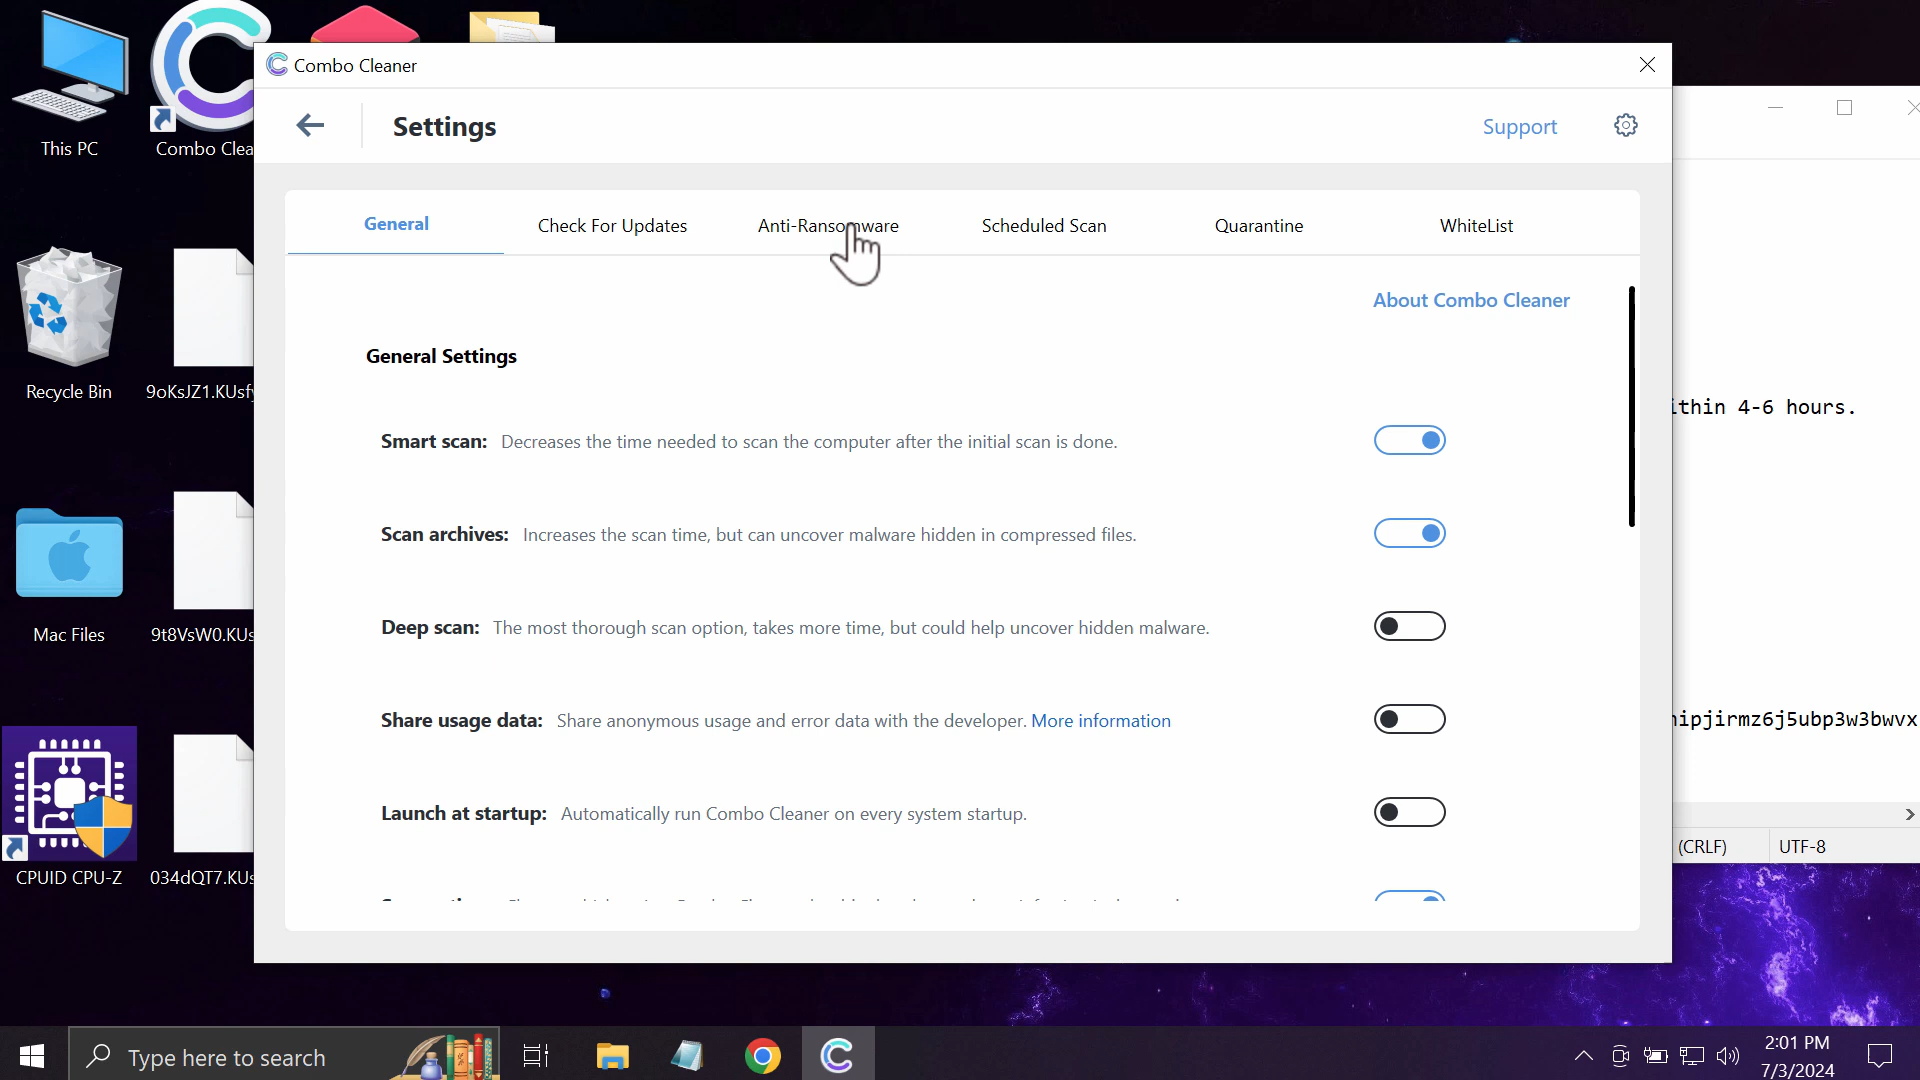 Combo Cleaner
Settings
Support
General
Check For Updates
Anti-Ransomware
Scheduled Scan
Quarantine
WhiteList
About Combo Cleaner
General Settings
Smart scan: Decreases the time needed to scan the computer after the initial scan is done.
Scan archives: Increases the scan time, but can uncover malware hidden in compressed files.
Deep scan: The most thorough scan option, takes more time, but could help uncover hidden malware.
Share usage data: Share anonymous usage and error data with the developer. More information
Launch at startup: Automatically run Combo Cleaner on every system startup.
This PC
Combo Clea
Recycle Bin
9oKsJZ1.KUsfy
Mac Files
9t8VsW0.KUs
CPUID CPU-Z
034dQT7.KUs
ithin 4-6 hours.
ipjirmz6j5ubp3w3bwvx
(CRLF)
UTF-8
Type here to search
2:01 PM
7/3/2024